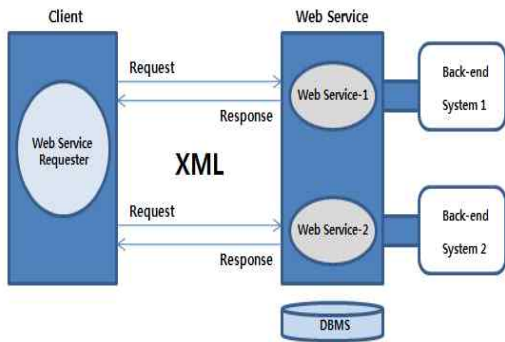 Client
Web Service
Request
Response
Web Service
Requester
XML
Request
Response
Web Service-1
Web Service-2
Back-end
System 1
Back-end
System 2
DBMS